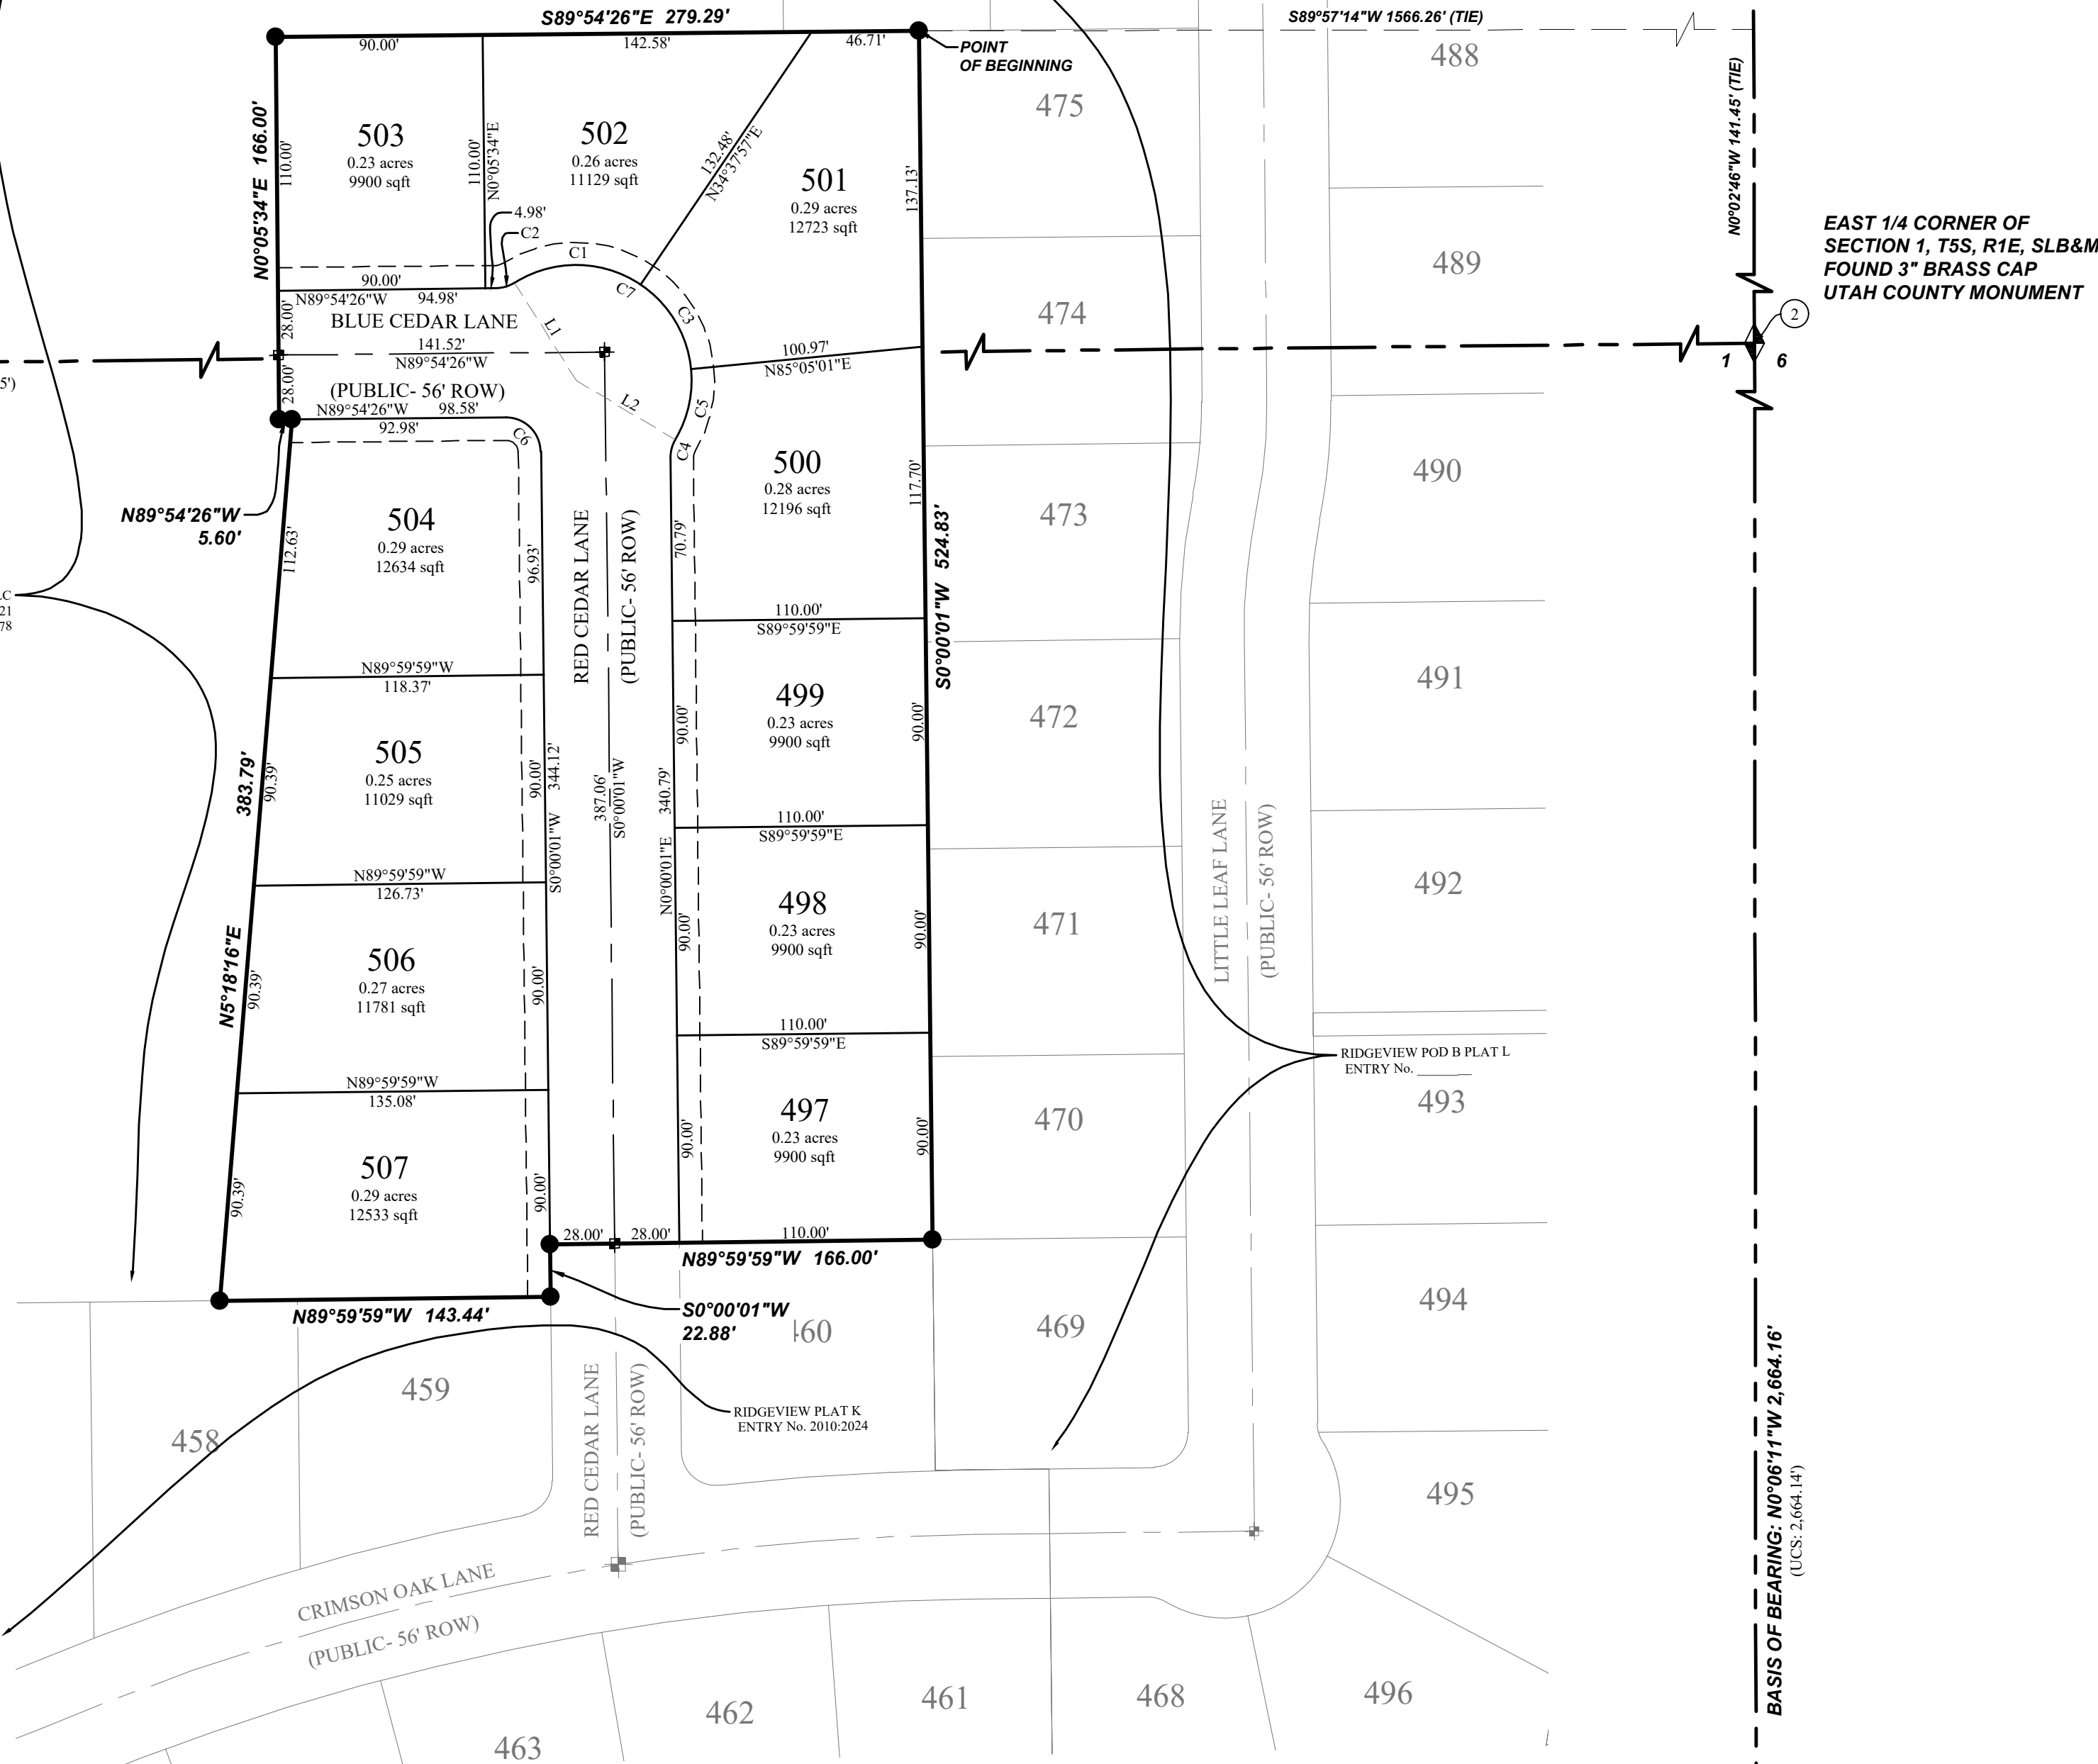 S89°54'26"E 279.29'
S89°57'14"W 1566.26' (TIE)
90.00'
142.58'
46.71'
POINT
OF BEGINNING
N0°05'34"E 166.00'
110.00'
503
0.23 acres
9900 sqft
110.00'
N0°05'34"E
502
0.26 acres
11129 sqft
132.48'
N34°37'57"E
501
0.29 acres
12723 sqft
137.13'
475
488
N0°02'46"W 141.45' (TIE)
EAST 1/4 CORNER OF
SECTION 1, T5S, R1E, SLB&M
FOUND 3" BRASS CAP
UTAH COUNTY MONUMENT
2
1
6
4.98'
C2
C1
C7
C3
474
489
90.00'
N89°54'26"W 94.98'
28.00'
BLUE CEDAR LANE
141.52'
N89°54'26"W
L1
100.97'
N85°05'01"E
5')
28.00'
(PUBLIC- 56' ROW)
N89°54'26"W 98.58'
92.98'
L2
C5
C6
C4
N89°54'26"W
5.60'
112.63'
504
0.29 acres
12634 sqft
96.93'
RED CEDAR LANE
(PUBLIC- 56' ROW)
70.79'
500
0.28 acres
12196 sqft
117.70'
S0°00'01"W 524.83'
473
490
LC
21
78
110.00'
S89°59'59"E
N89°59'59"W
118.37'
499
0.23 acres
9900 sqft
90.00'
90.00'
472
491
383.79'
90.39'
505
0.25 acres
11029 sqft
90.00'
344.12'
S0°00'01"W
387.06'
S0°00'01"W
340.79'
N0°00'01"E
110.00'
S89°59'59"E
N89°59'59"W
126.73'
498
0.23 acres
9900 sqft
90.00'
90.00'
471
LITTLE LEAF LANE
(PUBLIC- 56' ROW)
492
N5°18'16"E
90.39'
506
0.27 acres
11781 sqft
90.00'
110.00'
S89°59'59"E
N89°59'59"W
135.08'
RIDGEVIEW POD B PLAT L
ENTRY No. ________
497
0.23 acres
9900 sqft
90.00'
90.00'
470
493
90.39'
507
0.29 acres
12533 sqft
90.00'
28.00'
28.00'
110.00'
N89°59'59"W 166.00'
N89°59'59"W 143.44'
S0°00'01"W
22.88'
460
469
494
459
458
RED CEDAR LANE
(PUBLIC- 56' ROW)
RIDGEVIEW PLAT K
ENTRY No. 2010:2024
495
BASIS OF BEARING: N0°06'11"W 2,664.16'
(UCS: 2,664.14')
CRIMSON OAK LANE
(PUBLIC- 56' ROW)
463
462
461
468
496